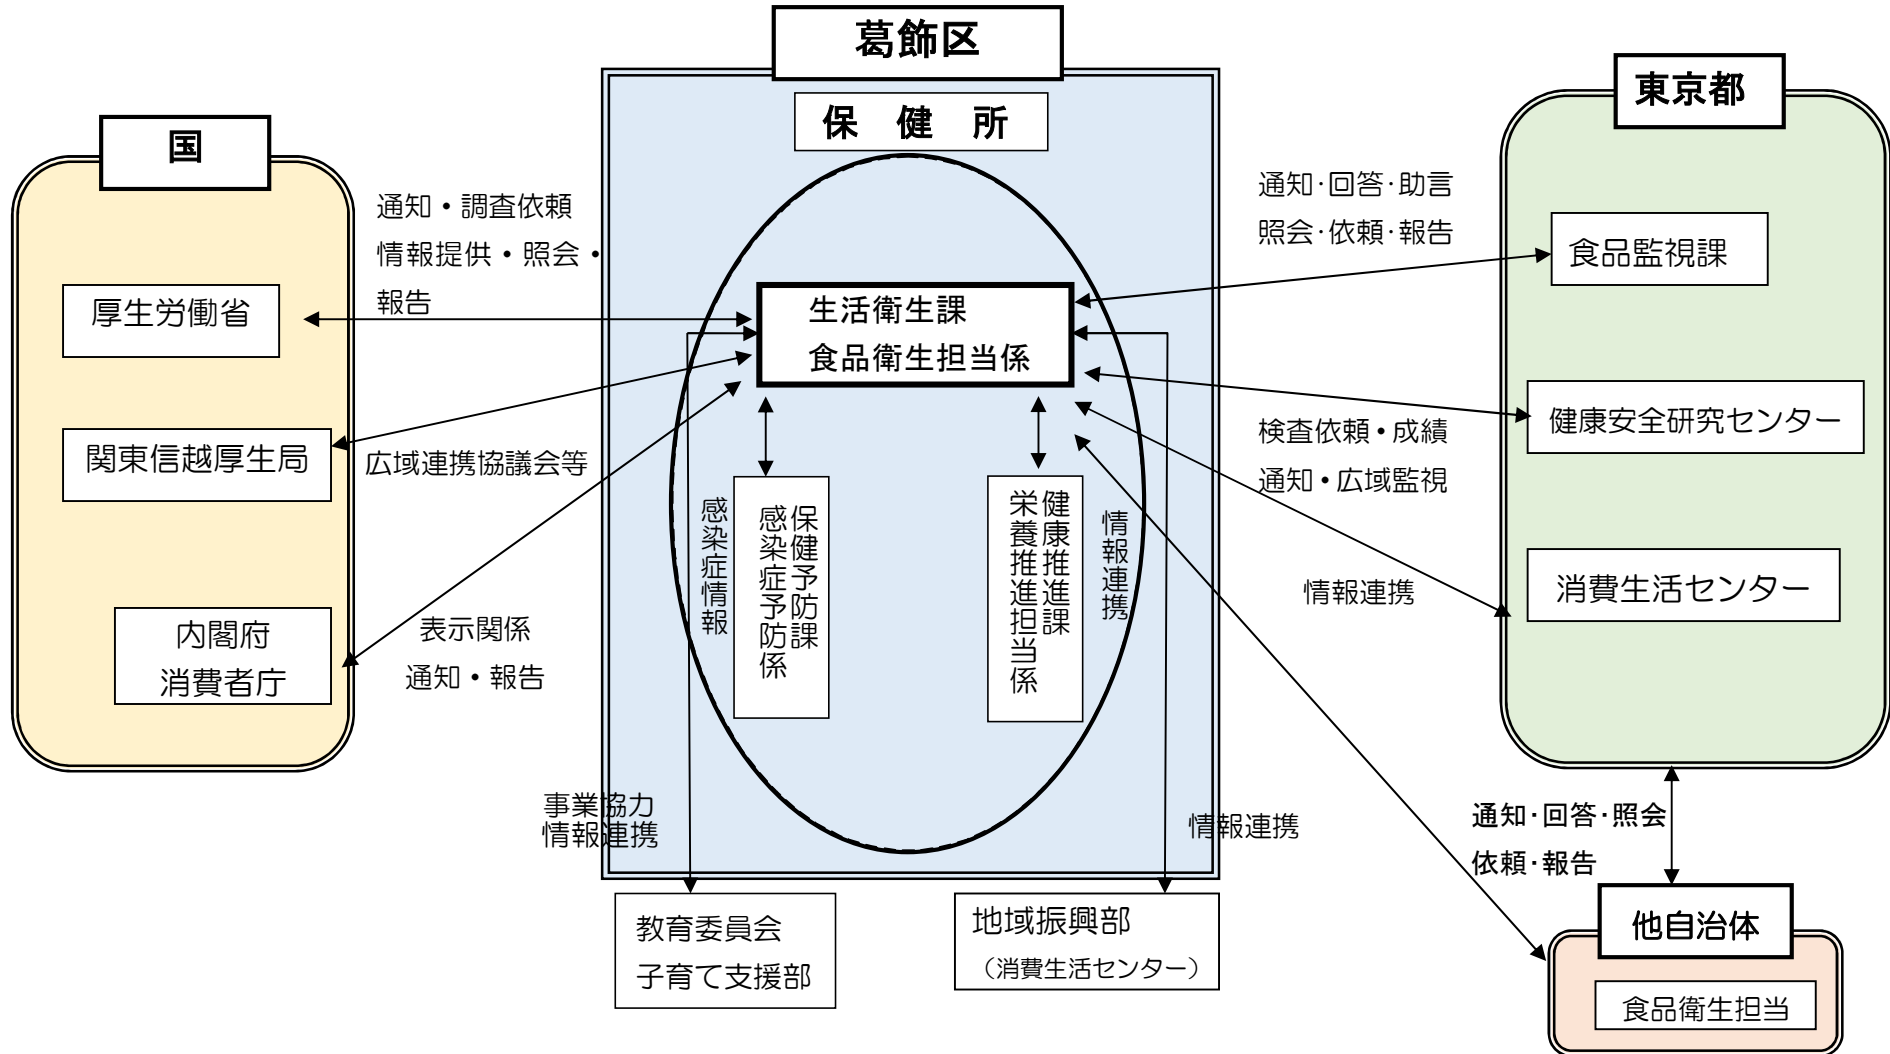 葛飾区
保　健　所
国
厚生労働省
関東信越厚生局
内閣府
消費者庁
通知・調査依頼
情報提供・照会・
報告
広域連携協議会等
表示関係
通知・報告
生活衛生課
食品衛生担当係
感染症情報
保健予防課
感染症予防係
健康推進課
栄養推進担当係
情報連携
事業協力
情報連携
情報連携
教育委員会
子育て支援部
地域振興部
（消費生活センター）
東京都
通知･回答･助言
照会･依頼･報告
食品監視課
健康安全研究センター
検査依頼・成績
通知・広域監視
消費生活センター
情報連携
通知･回答･照会
依頼･報告
他自治体
食品衛生担当